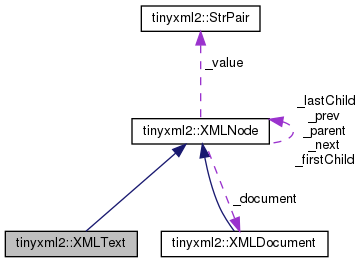 tinyxml2::StrPair
_value
_lastChild
_prev
tinyxml2::XMLNode
_parent
_next
_firstChild
_document
tinyxml2::XMLText
tinyxml2::XMLDocument